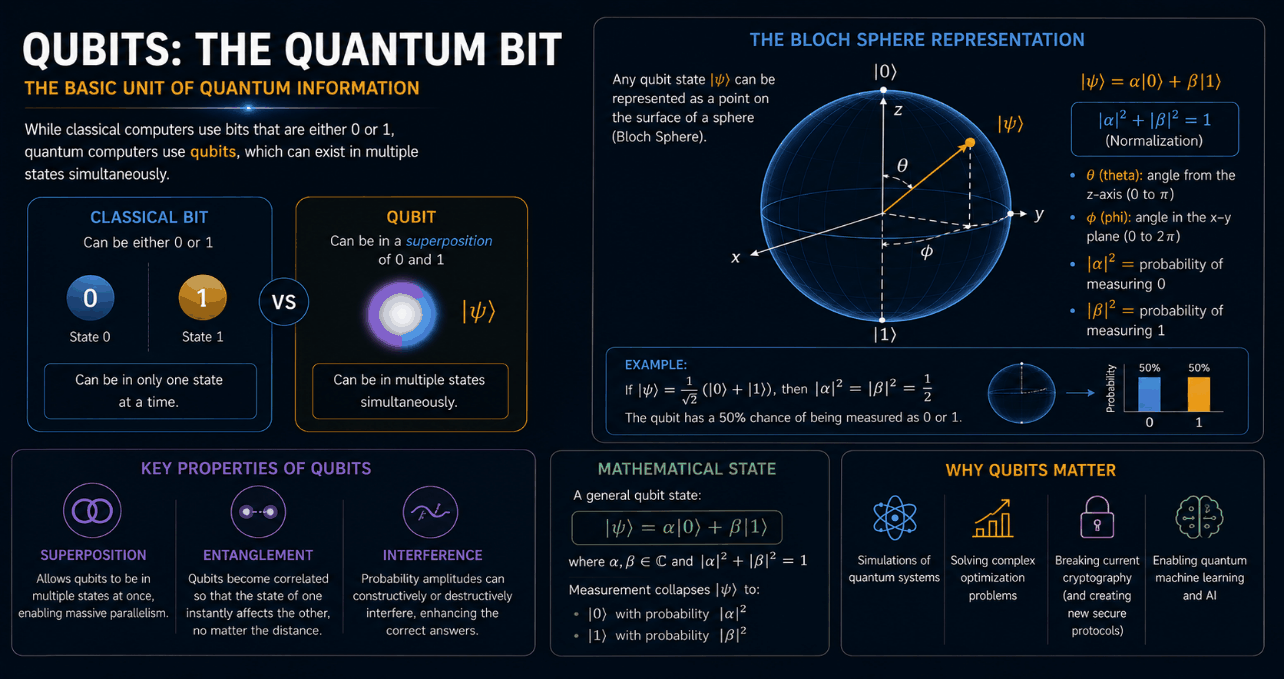 QUBITS: THE QUANTUM BIT
THE BASIC UNIT OF QUANTUM INFORMATION
While classical computers use bits that are either 0 or 1,
quantum computers use qubits, which can exist in multiple
states simultaneously.
CLASSICAL BIT
Can be either 0 or 1
0
1
State 0
State 1
Can be in only one state
at a time.
VS
QUBIT
Can be in a superposition
of 0 and 1
|ψ⟩
Can be in multiple states
simultaneously.
THE BLOCH SPHERE REPRESENTATION
Any qubit state |ψ⟩ can be
represented as a point on
the surface of a sphere
(Bloch Sphere).
|0⟩
z
|ψ⟩
θ
y
x
ϕ
|1⟩
|ψ⟩ = α|0⟩ + β|1⟩
|α|² + |β|² = 1
(Normalization)
• θ (theta): angle from the
z-axis (0 to π)
• ϕ (phi): angle in the x-y
plane (0 to 2π)
• |α|² = probability of
measuring 0
• |β|² = probability of
measuring 1
EXAMPLE:
If |ψ⟩ = 1/√2 (|0⟩ + |1⟩), then |α|² = |β|² = 1/2
The qubit has a 50% chance of being measured as 0 or 1.
Probability
50%
50%
0
1
KEY PROPERTIES OF QUBITS
SUPERPOSITION
Allows qubits to be in
multiple states at once,
enabling massive parallelism.
ENTANGLEMENT
Qubits become correlated
so that the state of one
instantly affects the other,
no matter the distance.
INTERFERENCE
Probability amplitudes can
constructively or destructively
interfere, enhancing the
correct answers.
MATHEMATICAL STATE
A general qubit state:
|ψ⟩ = α|0⟩ + β|1⟩
where α, β ∈ ℂ and |α|² + |β|² = 1
Measurement collapses |ψ⟩ to:
• |0⟩ with probability |α|²
• |1⟩ with probability |β|²
WHY QUBITS MATTER
Simulations of
quantum systems
Solving complex
optimization
problems
Breaking current
cryptography
(and creating
new secure
protocols)
Enabling quantum
machine learning
and AI